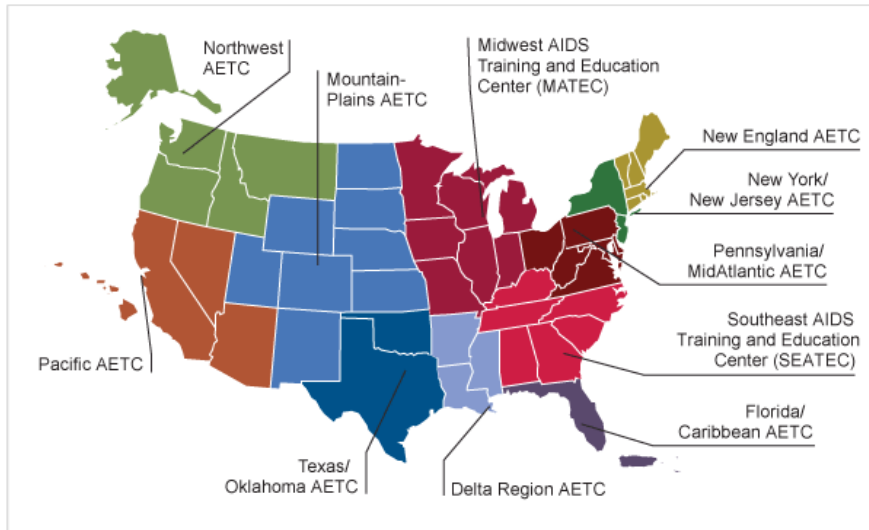 Northwest
AETC
Mountain-
Plains AETC
Midwest AIDS
Training and Education
Center (MATEC)
New England AETC
New York/
New Jersey AETC
Pennsylvania/
MidAtlantic AETC
Southeast AIDS
Training and Education
Center (SEATEC)
Pacific AETC
Florida/
Caribbean AETC
Texas/
Oklahoma AETC
Delta Region AETC